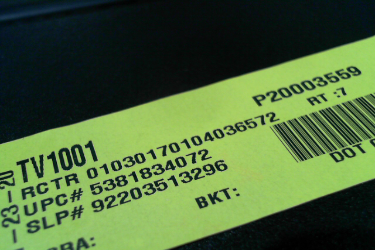 P20003559
RT :7
TV1001
RCTR 01030170104036572
UPC# 5381834072
SLP# 92203513296
BKT:
DOT